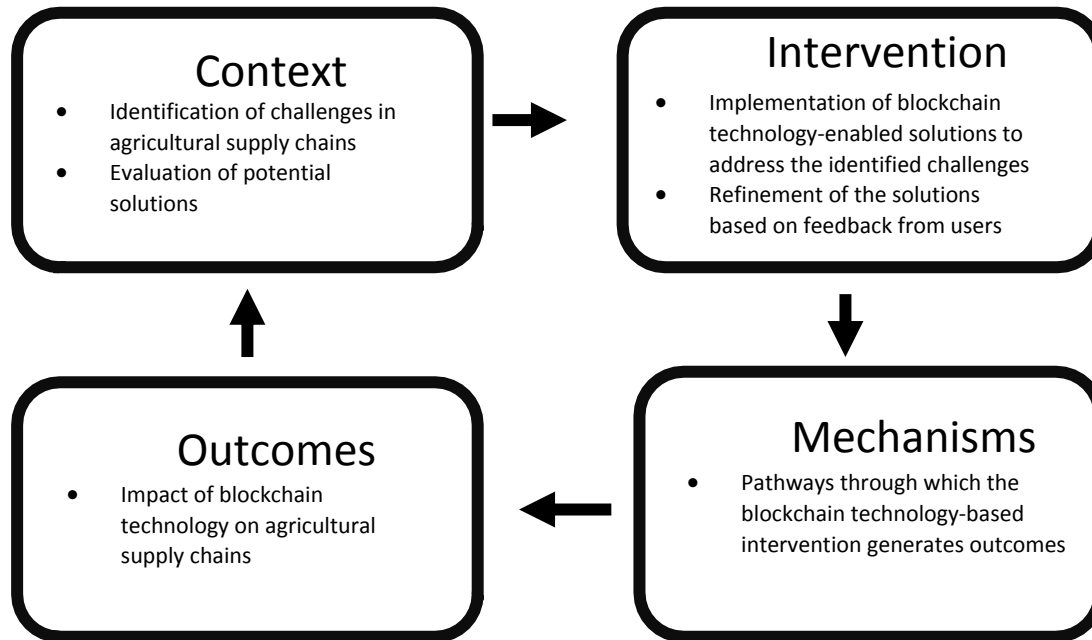 Context
• Identification of challenges in
agricultural supply chains
• Evaluation of potential
solutions
Intervention
• Implementation of blockchain
technology-enabled solutions to
address the identified challenges
• Refinement of the solutions
based on feedback from users
Outcomes
• Impact of blockchain
technology on agricultural
supply chains
Mechanisms
• Pathways through which the
blockchain technology-based
intervention generates outcomes